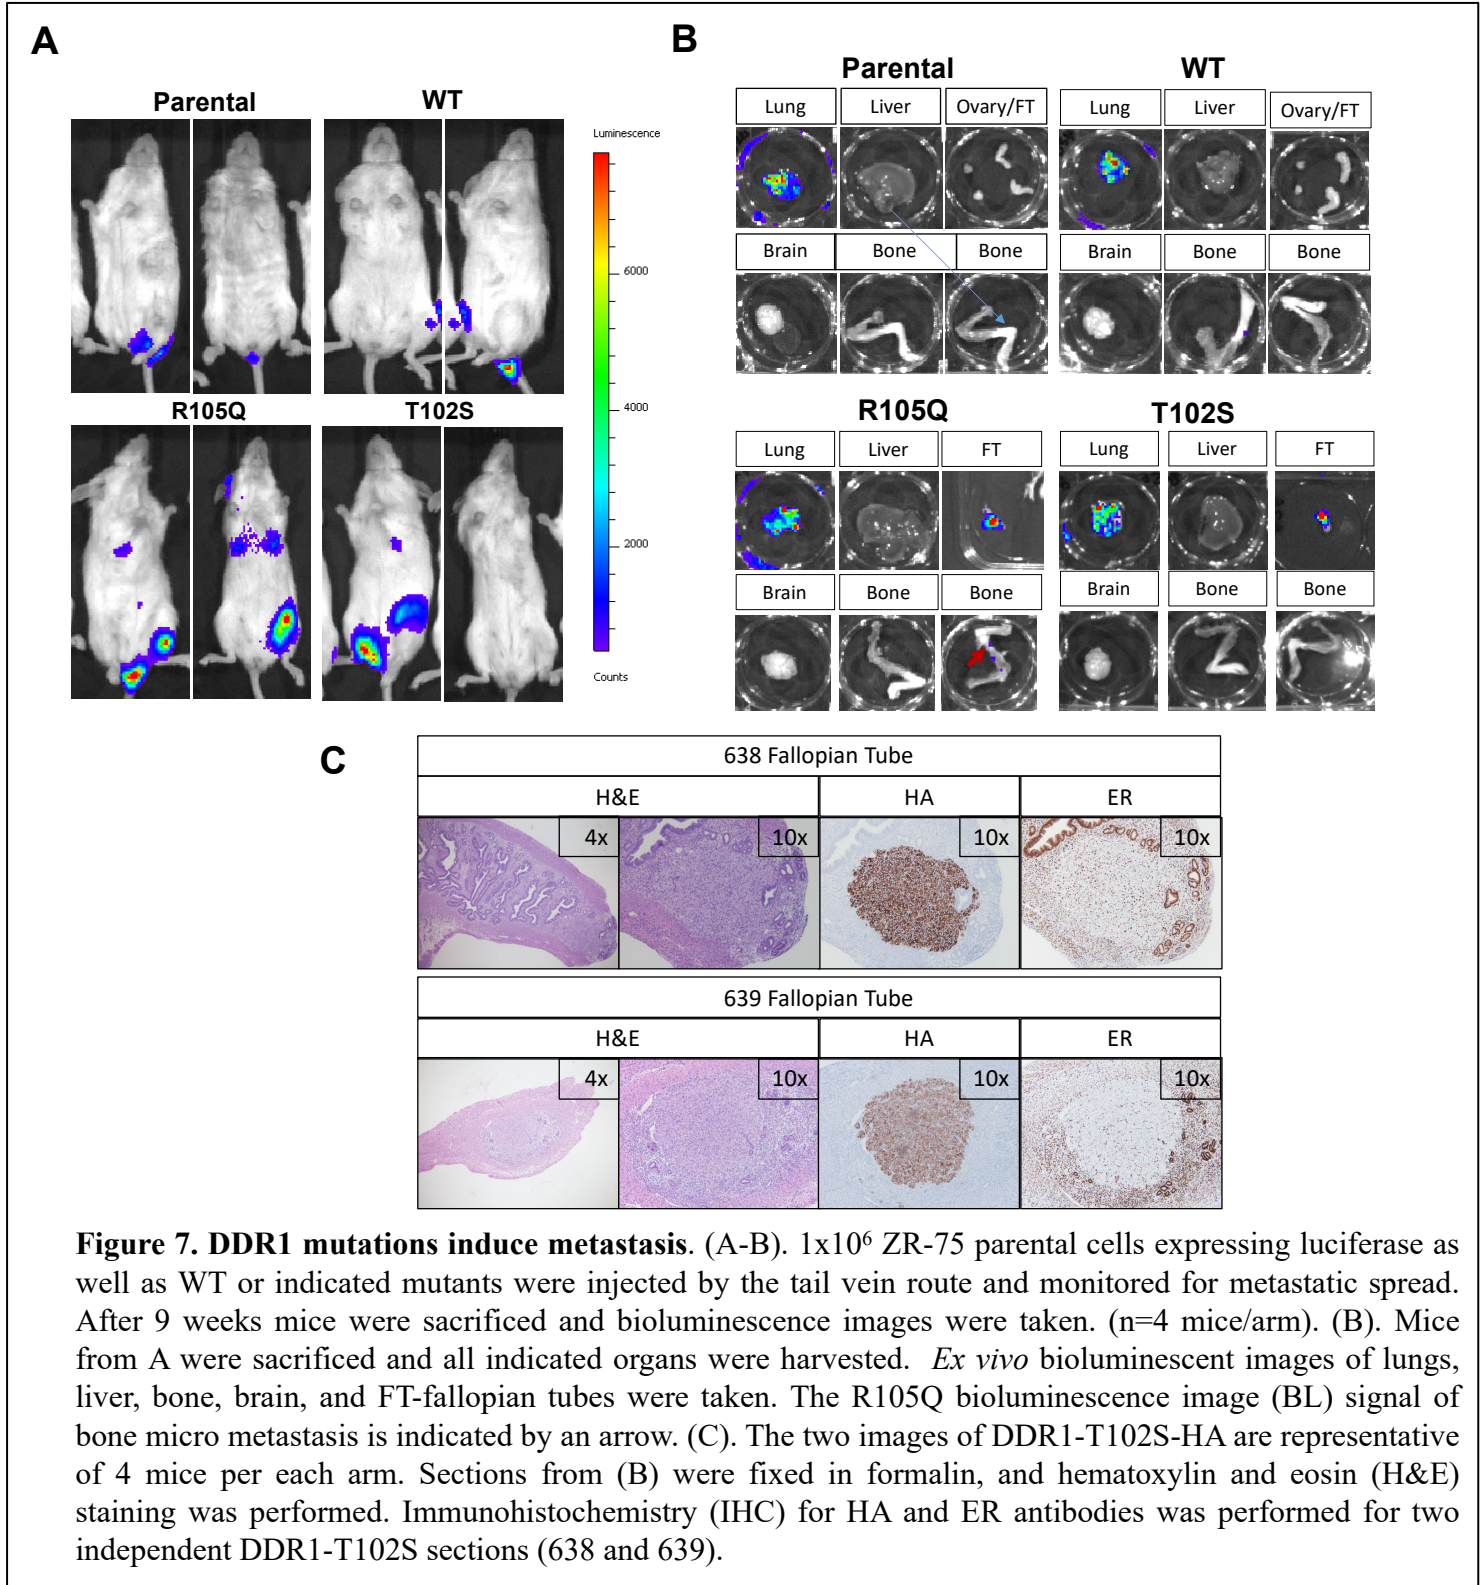 A
B
Parental
WT
Luminescence
6000
4000
2000
Counts
R105Q
T102S
Parental
WT
Lung
Liver
Ovary/FT
Lung
Liver
Ovary/FT
Brain
Bone
Bone
Brain
Bone
Bone
R105Q
T102S
Lung
Liver
FT
Lung
Liver
FT
Brain
Bone
Bone
Brain
Bone
Bone
C
638 Fallopian Tube
H&E
HA
ER
4x
10x
10x
10x
639 Fallopian Tube
H&E
HA
ER
4x
10x
10x
10x
Figure 7. DDR1 mutations induce metastasis. (A-B). 1x10⁶ ZR-75 parental cells expressing luciferase as
well as WT or indicated mutants were injected by the tail vein route and monitored for metastatic spread.
After 9 weeks mice were sacrificed and bioluminescence images were taken. (n=4 mice/arm). (B). Mice
from A were sacrificed and all indicated organs were harvested. Ex vivo bioluminescent images of lungs,
liver, bone, brain, and FT-fallopian tubes were taken. The R105Q bioluminescence image (BL) signal of
bone micro metastasis is indicated by an arrow. (C). The two images of DDR1-T102S-HA are representative
of 4 mice per each arm. Sections from (B) were fixed in formalin, and hematoxylin and eosin (H&E)
staining was performed. Immunohistochemistry (IHC) for HA and ER antibodies was performed for two
independent DDR1-T102S sections (638 and 639).